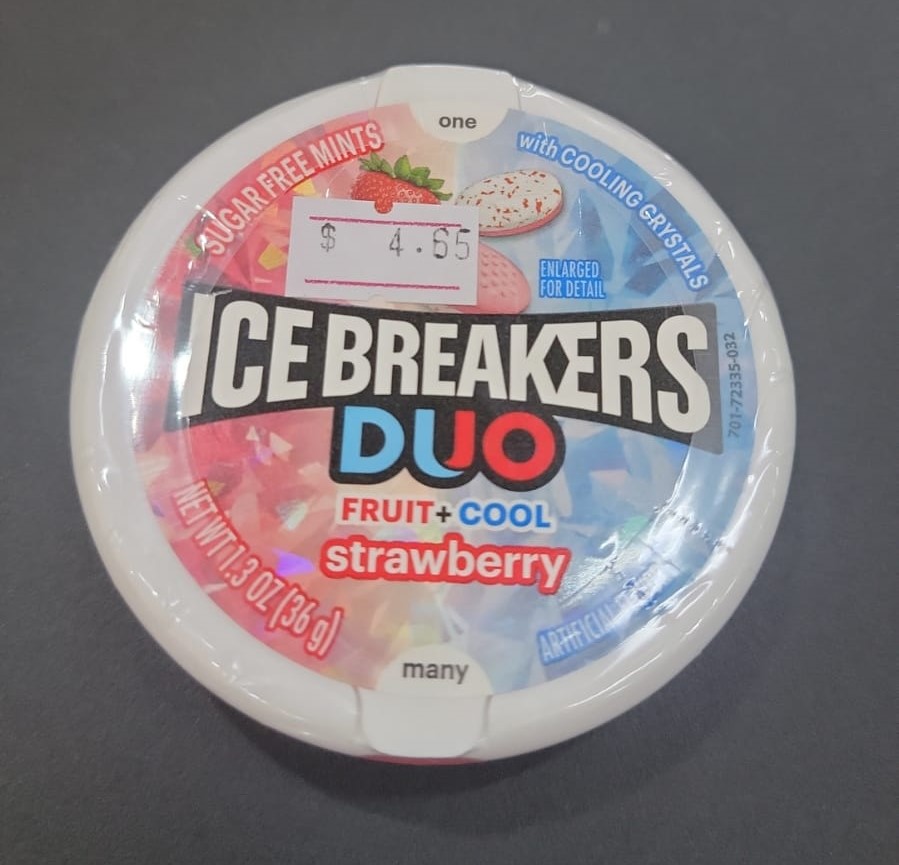 one
SUGAR FREE MINTS
with COOLING CRYSTALS
$ 4.65
ENLARGED
FOR DETAIL
ICE BREAKERS
701-72335-032
DUO
FRUIT+ COOL
strawberry
NET WT 1.3 OZ (36 g)
many